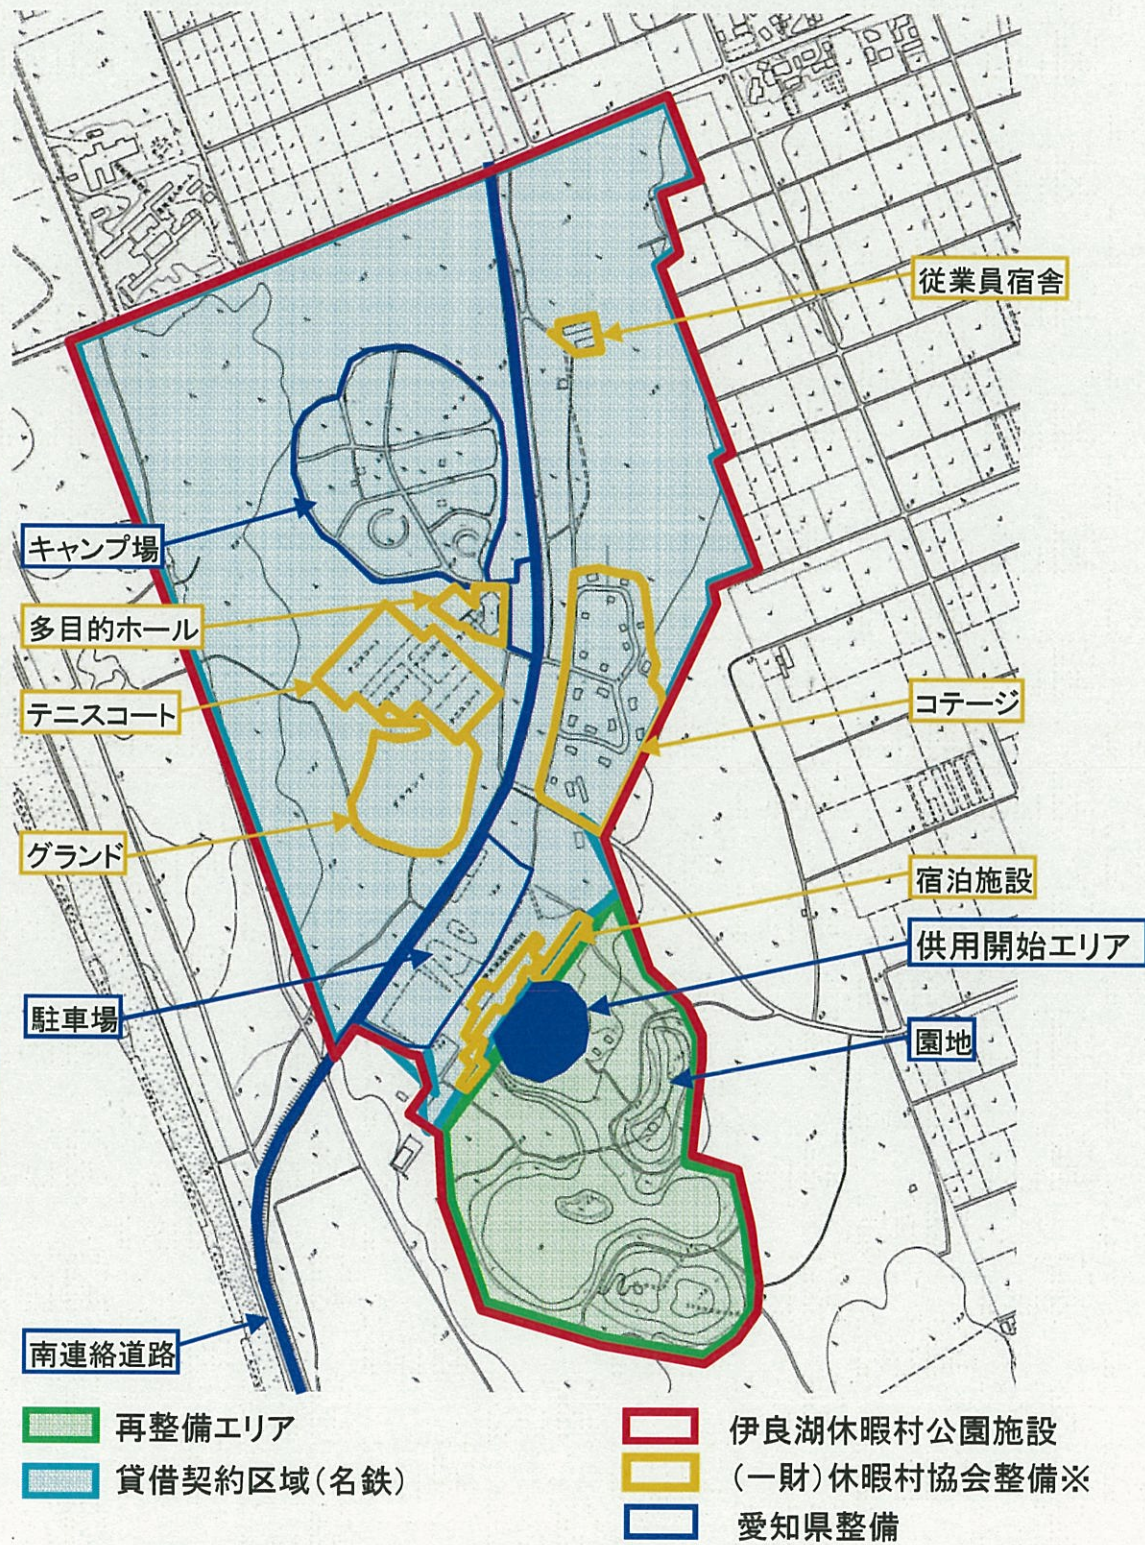 従業員宿舎
キャンプ場
多目的ホール
テニスコート
コテージ
グランド
宿泊施設
供用開始エリア
駐車場
園地
南連絡道路
再整備エリア
貸借契約区域(名鉄)
伊良湖休暇村公園施設
(一財)休暇村協会整備※
愛知県整備